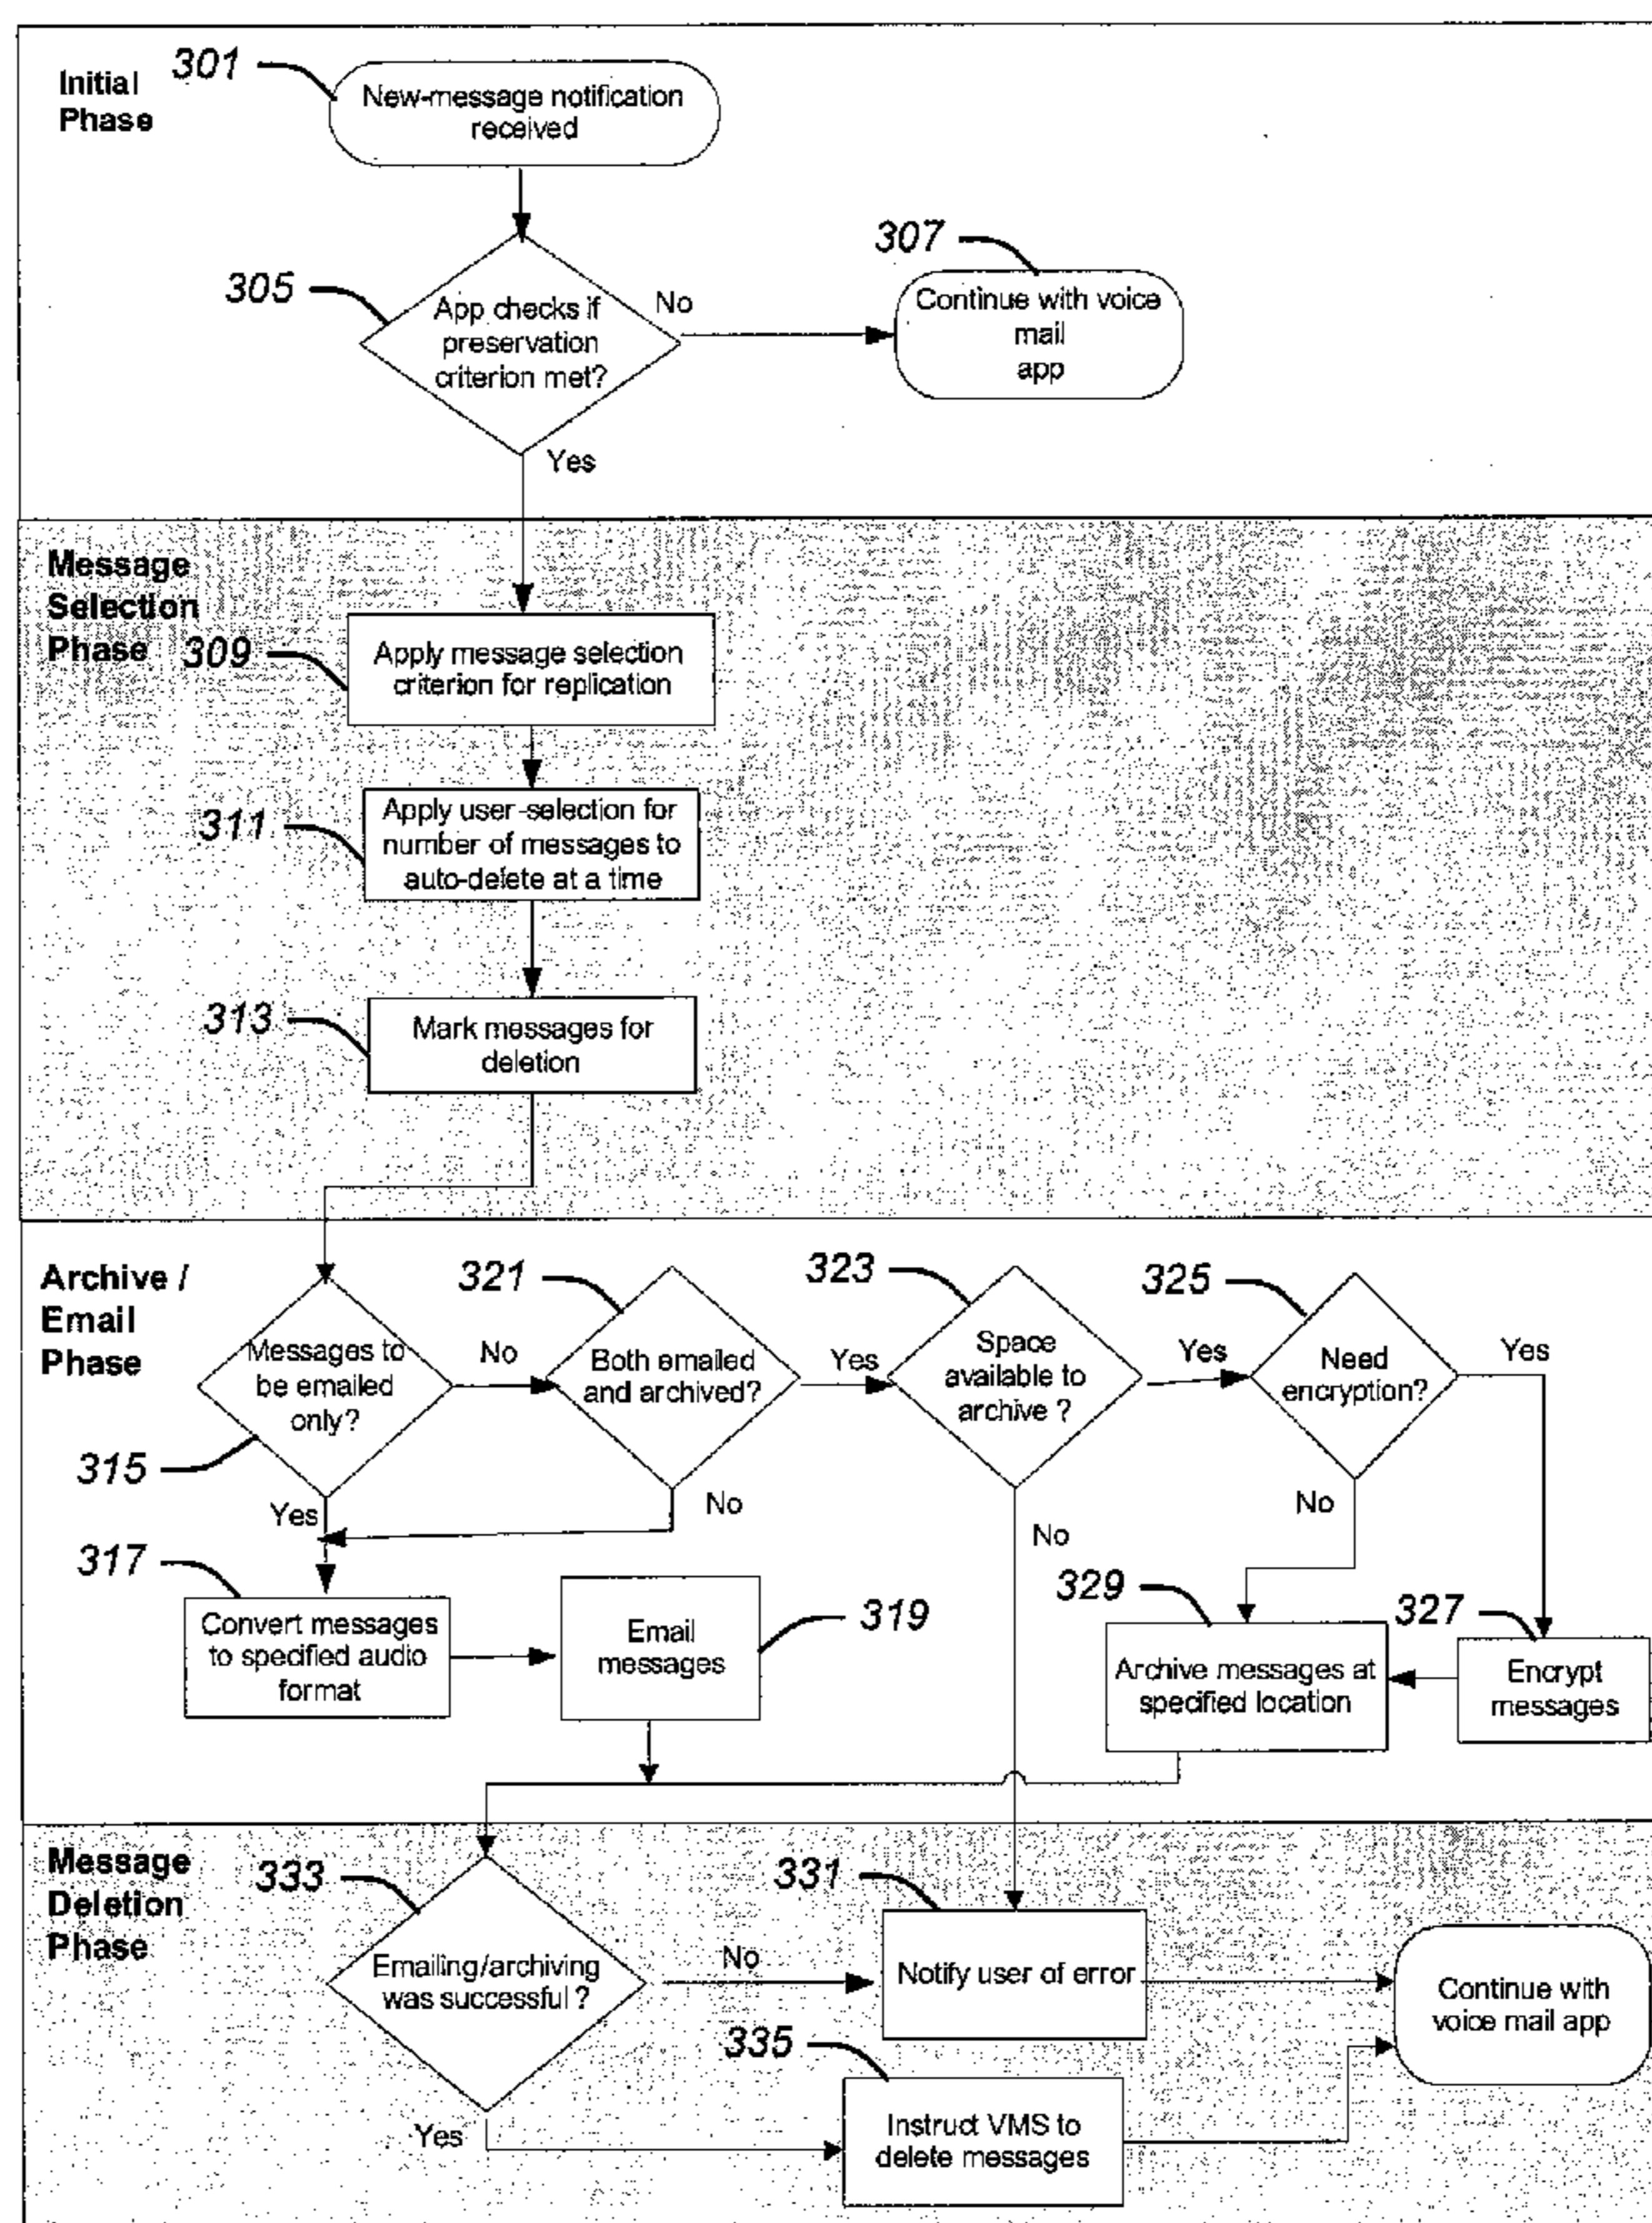 Initial
Phase
301
New-message notification
received
305
App checks if
preservation
criterion met?
No
307
Continue with voice
mail
app
Yes
Message
Selection
Phase
309
Apply message selection
criterion for replication
311
Apply user-selection for
number of messages to
auto-delete at a time
313
Mark messages for
deletion
Archive /
Email
Phase
315
Messages to
be emailed
only?
No
321
Both emailed
and archived?
Yes
323
Space
available to
archive ?
Yes
325
Need
encryption?
Yes
Yes
No
No
No
317
Convert messages
to specified audio
format
Email
messages
319
329
Archive messages at
specified location
327
Encrypt
messages
Message
Deletion
Phase
333
Emailing/archiving
was successful ?
No
331
Notify user of error
Continue with
voice mail app
Yes
335
Instruct VMS to
delete messages